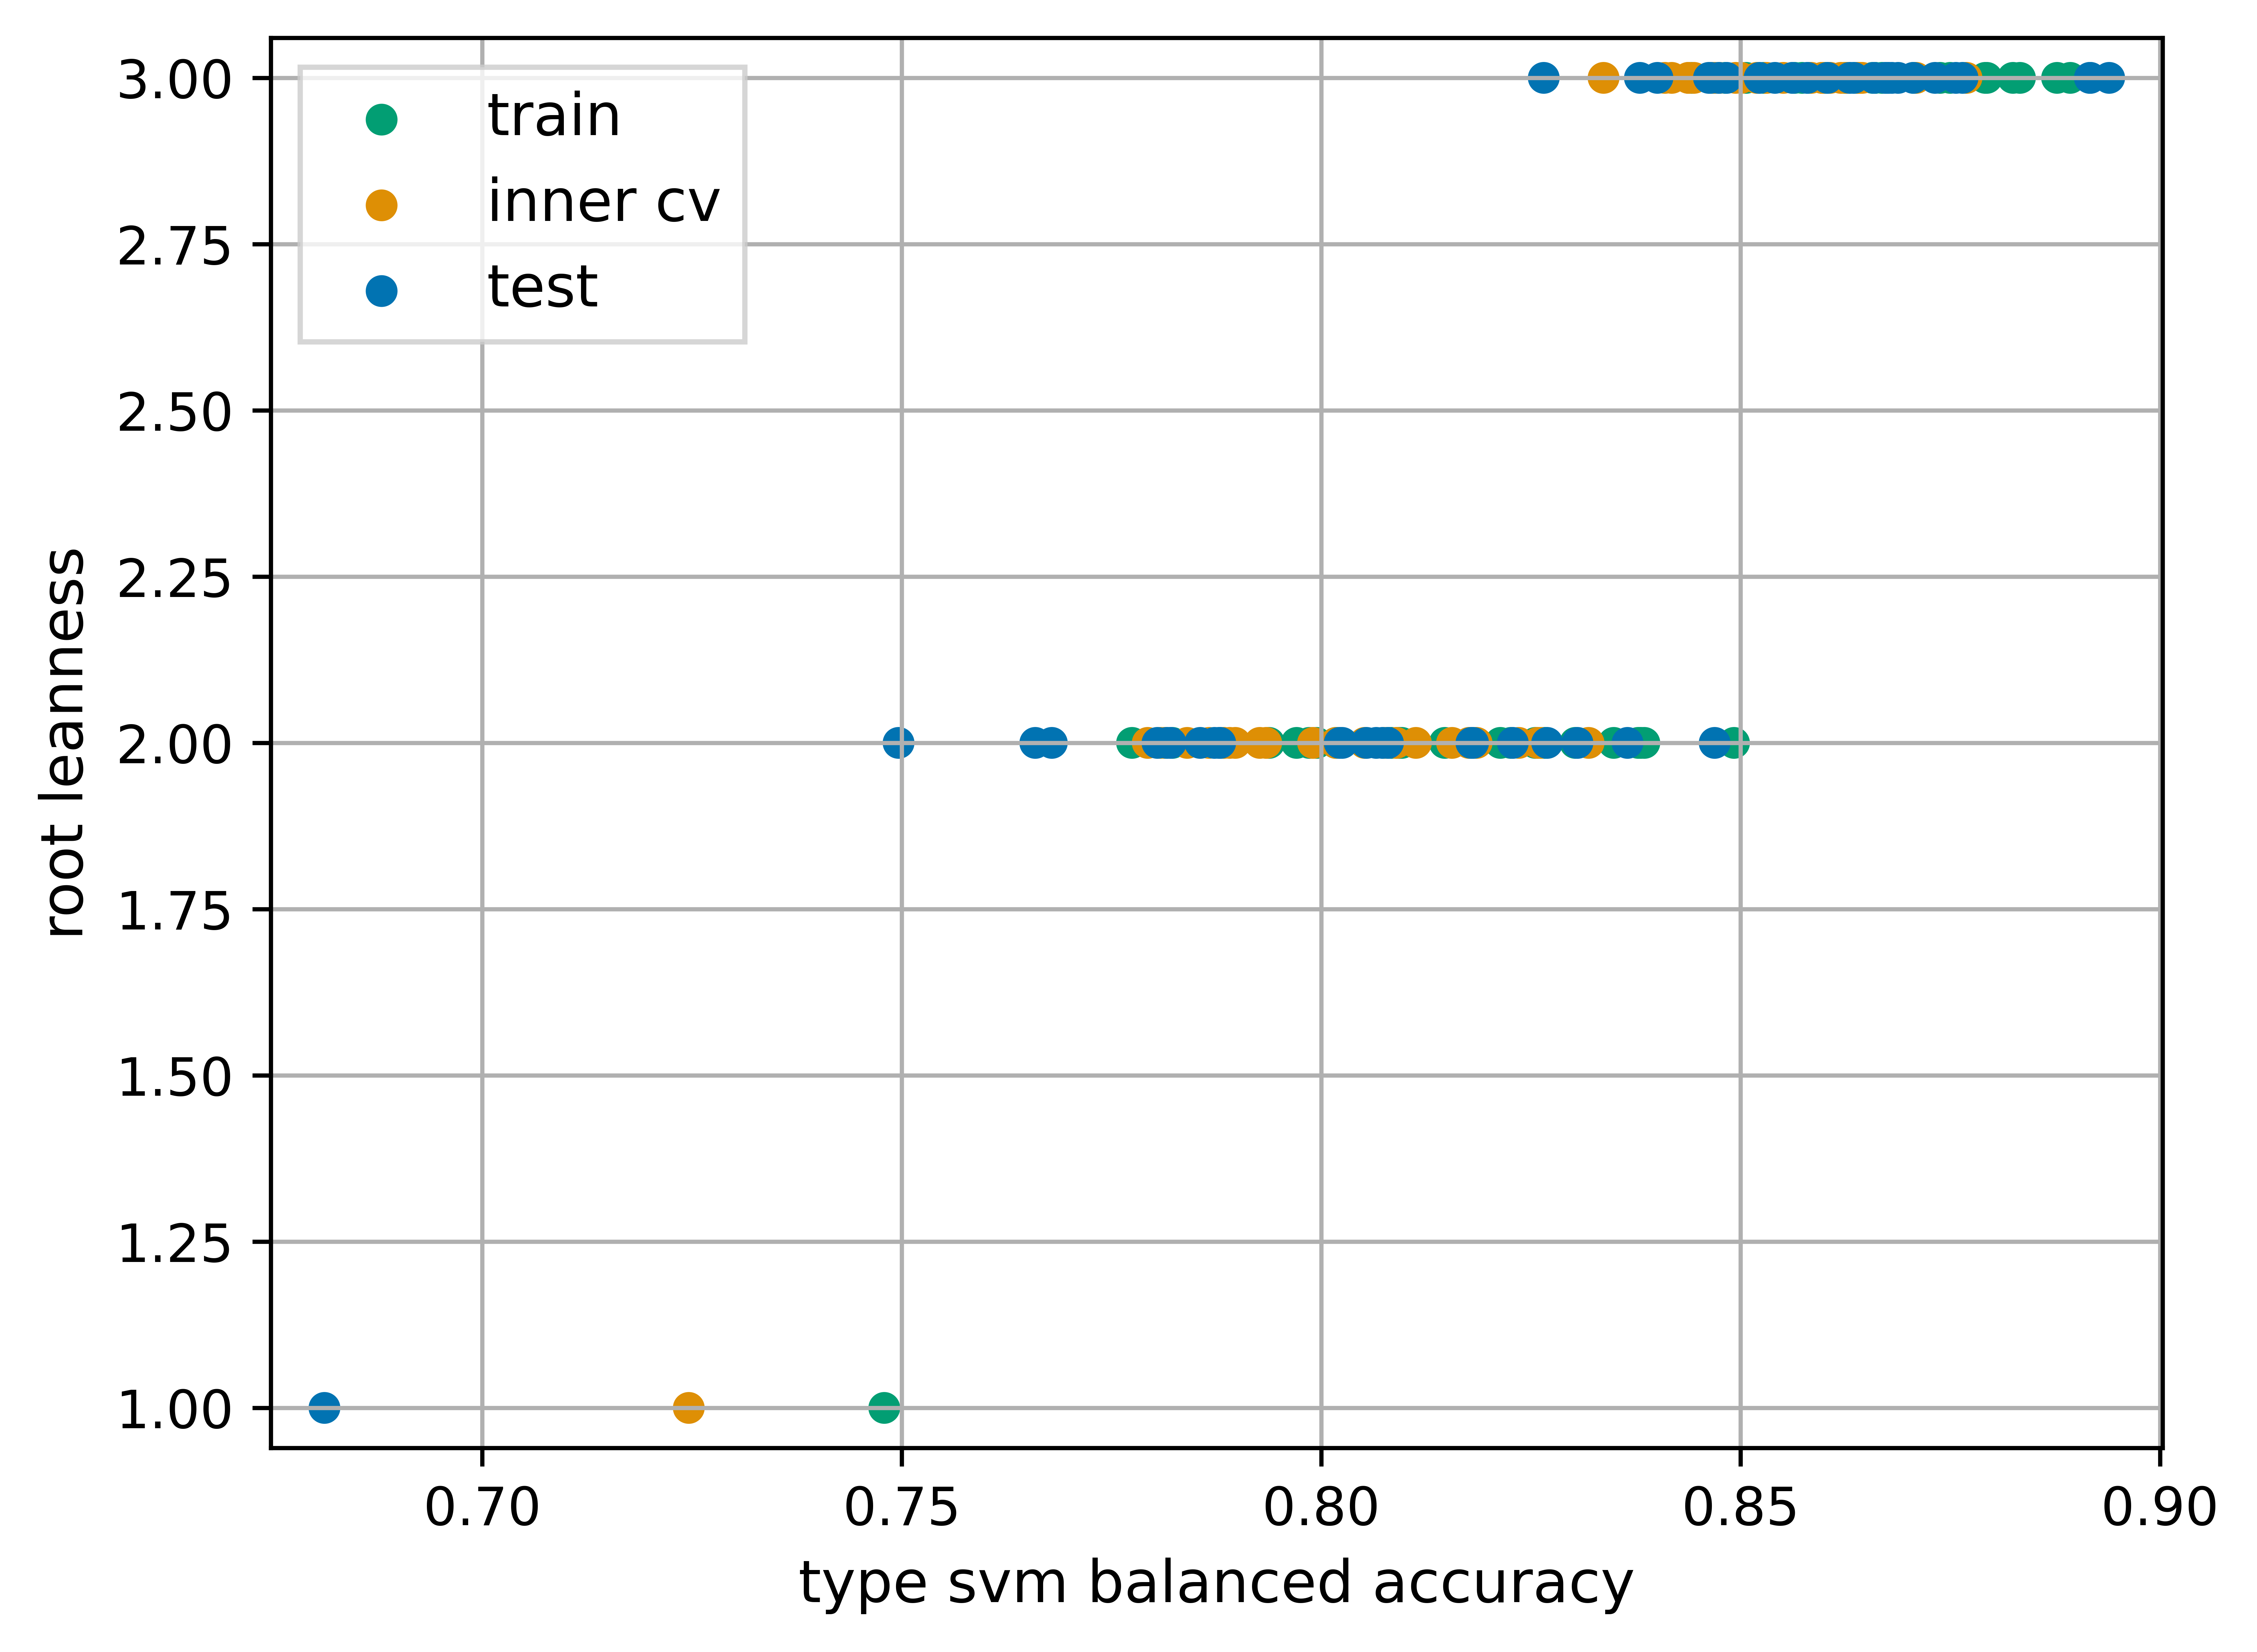 train
inner cv
test
3.00
2.75
2.50
2.25
2.00
1.75
1.50
1.25
1.00
root leanness
0.70 0.75 0.80 0.85 0.90
type svm balanced accuracy